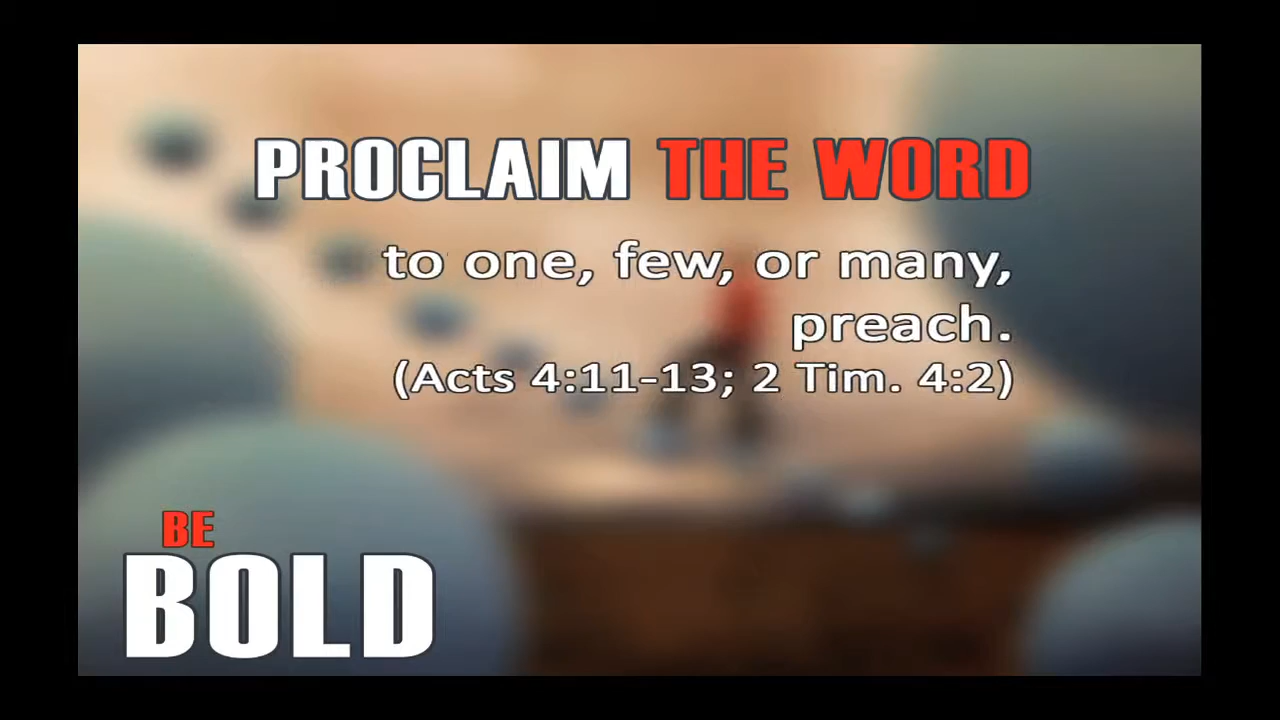 PROCLAIM THE WORD
to one, few, or many,
preach.
(Acts 4:11-13; 2 Tim. 4:2)
BE
BOLD